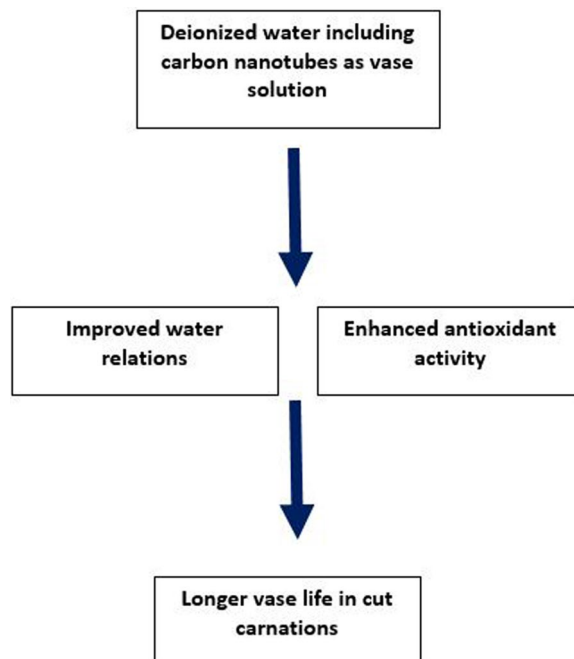 Deionized water including
carbon nanotubes as vase
solution
Improved water
relations
Enhanced antioxidant
activity
Longer vase life in cut
carnations